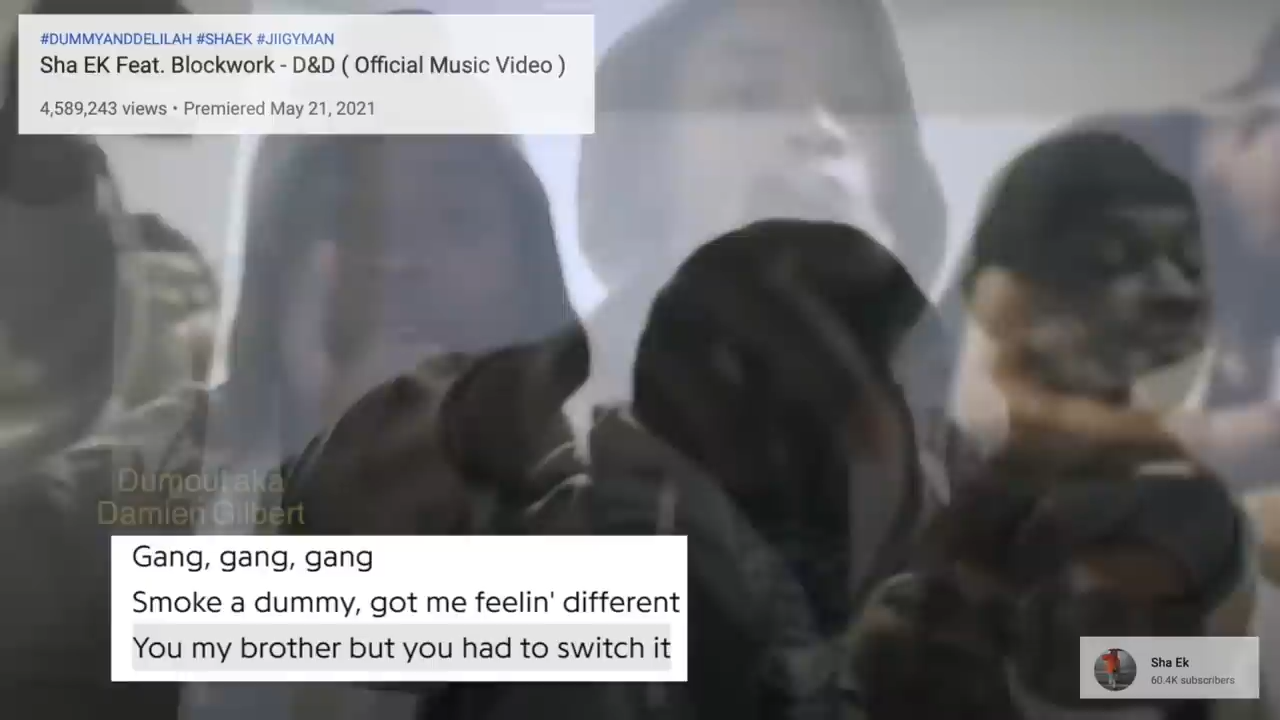 #DUMMYANDDELILAH #SHAEK #JIIGYMAN
Sha EK Feat. Blockwork - D&D ( Official Music Video )
4,589,243 views • Premiered May 21, 2021
Dumoul aka
Damien Gilbert
Gang, gang, gang
Smoke a dummy, got me feelin' different
You my brother but you had to switch it
Sha Ek
60.4K subscribers